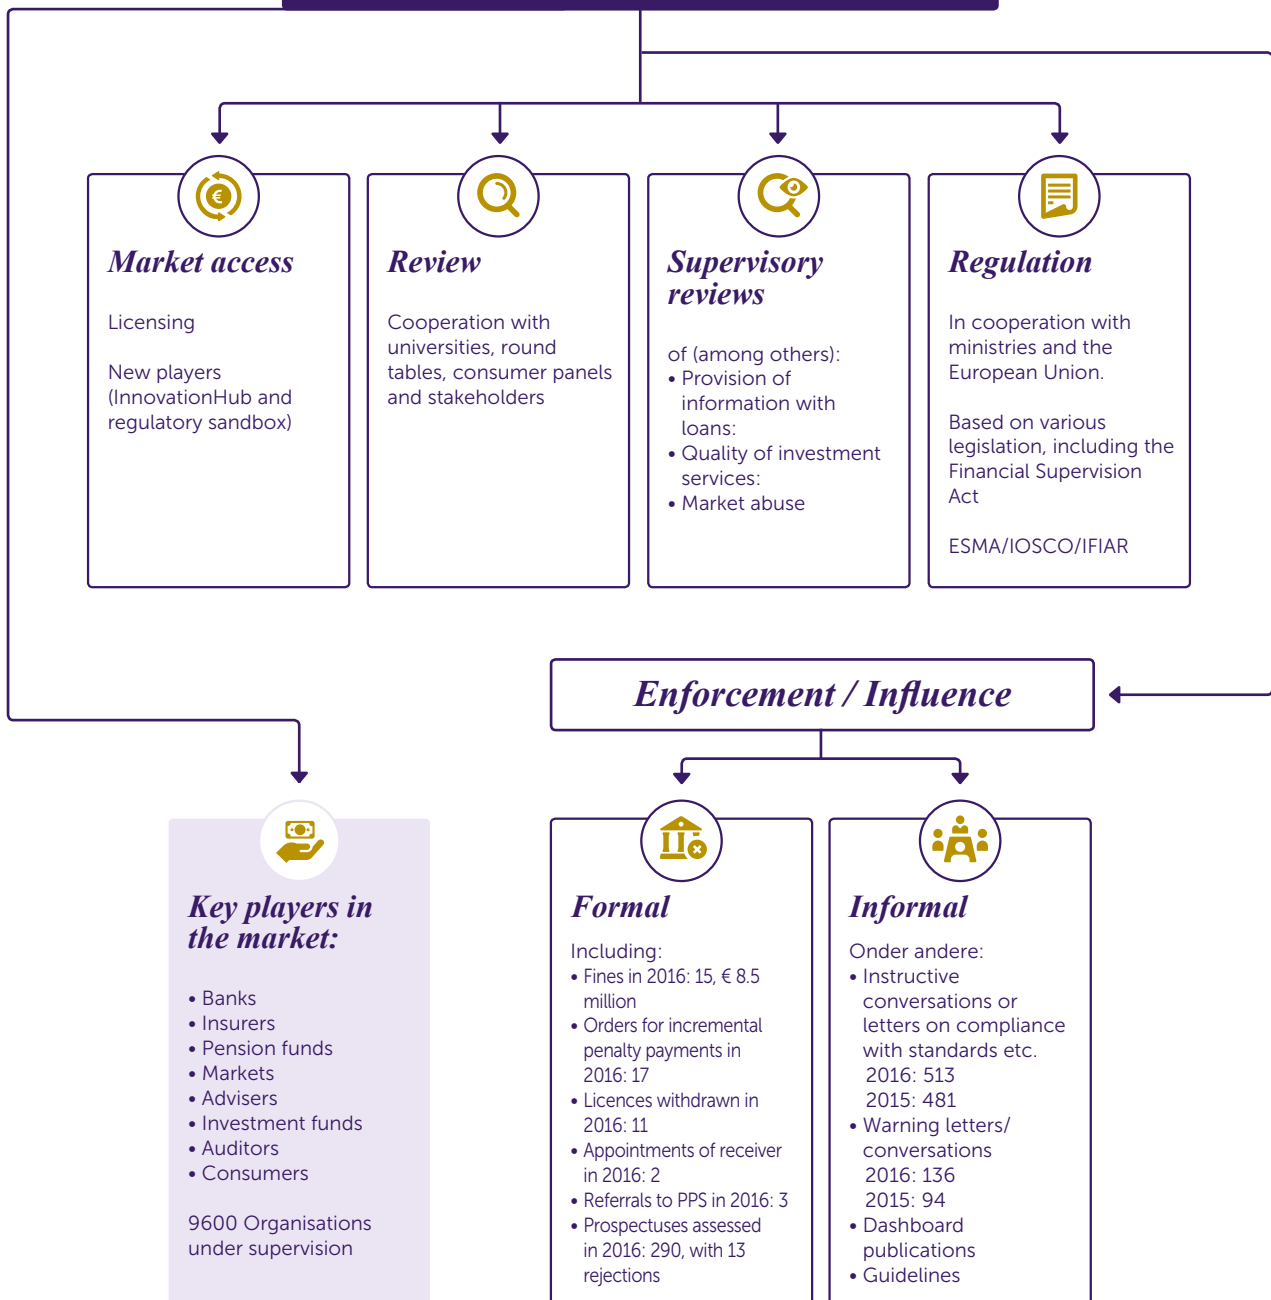 Market access
Licensing
New players
(InnovationHub and
regulatory sandbox)
Review
Cooperation with
universities, round
tables, consumer panels
and stakeholders
Supervisory
reviews
of (among others):
• Provision of
information with
loans:
• Quality of investment
services:
• Market abuse
Regulation
In cooperation with
ministries and the
European Union.
Based on various
legislation, including the
Financial Supervision
Act
ESMA/IOSCO/IFIAR
Enforcement / Influence
Key players in
the market:
• Banks
• Insurers
• Pension funds
• Markets
• Advisers
• Investment funds
• Auditors
• Consumers
9600 Organisations
under supervision
Formal
Including:
• Fines in 2016: 15, € 8.5
million
• Orders for incremental
penalty payments in
2016: 17
• Licences withdrawn in
2016: 11
• Appointments of receiver
in 2016: 2
• Referrals to PPS in 2016: 3
• Prospectuses assessed
in 2016: 290, with 13
rejections
Informal
Onder andere:
• Instructive
conversations or
letters on compliance
with standards etc.
2016: 513
2015: 481
• Warning letters/
conversations
2016: 136
2015: 94
• Dashboard
publications
• Guidelines